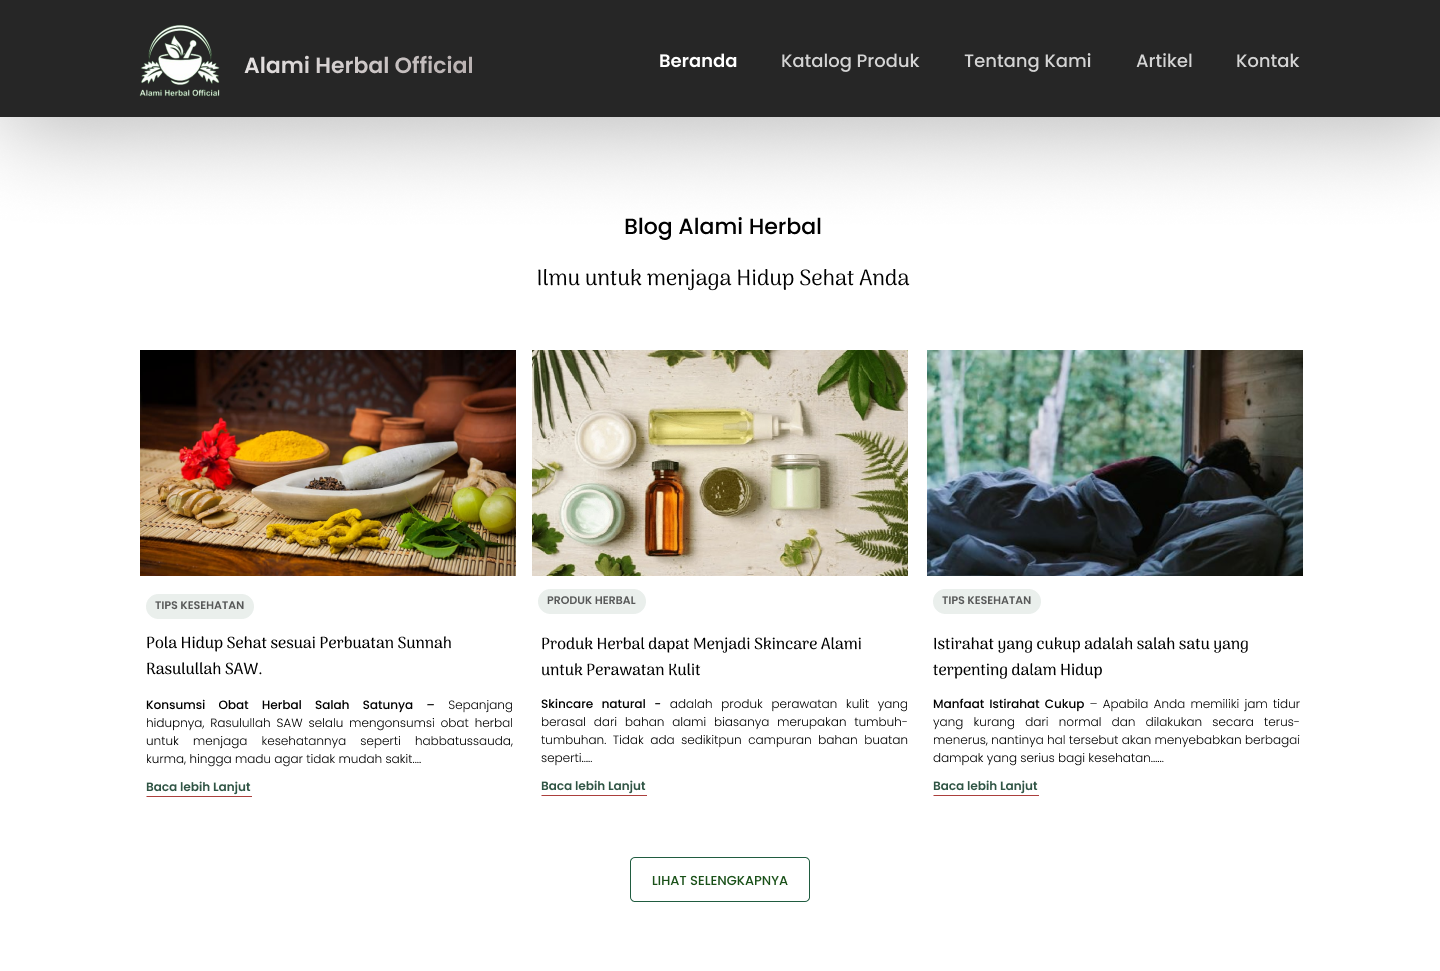 Alami Herbal Official
Alami Herbal Official
Beranda Katalog Produk Tentang Kami Artikel Kontak
Blog Alami Herbal
Ilmu untuk menjaga Hidup Sehat Anda
TIPS KESEHATAN
Pola Hidup Sehat sesuai Perbuatan Sunnah
Rasulullah SAW.
Konsumsi Obat Herbal Salah Satunya – Sepanjang
hidupnya, Rasulullah SAW selalu mengonsumsi obat herbal
untuk menjaga kesehatannya seperti habbatussauda,
kurma, hingga madu agar tidak mudah sakit....
Baca lebih Lanjut
PRODUK HERBAL
Produk Herbal dapat Menjadi Skincare Alami
untuk Perawatan Kulit
Skincare natural - adalah produk perawatan kulit yang
berasal dari bahan alami biasanya merupakan tumbuh-
tumbuhan. Tidak ada sedikitpun campuran bahan buatan
seperti.....
Baca lebih Lanjut
TIPS KESEHATAN
Istirahat yang cukup adalah salah satu yang
terpenting dalam Hidup
Manfaat Istirahat Cukup – Apabila Anda memiliki jam tidur
yang kurang dari normal dan dilakukan secara terus-
menerus, nantinya hal tersebut akan menyebabkan berbagai
dampak yang serius bagi kesehatan......
Baca lebih Lanjut
LIHAT SELENGKAPNYA